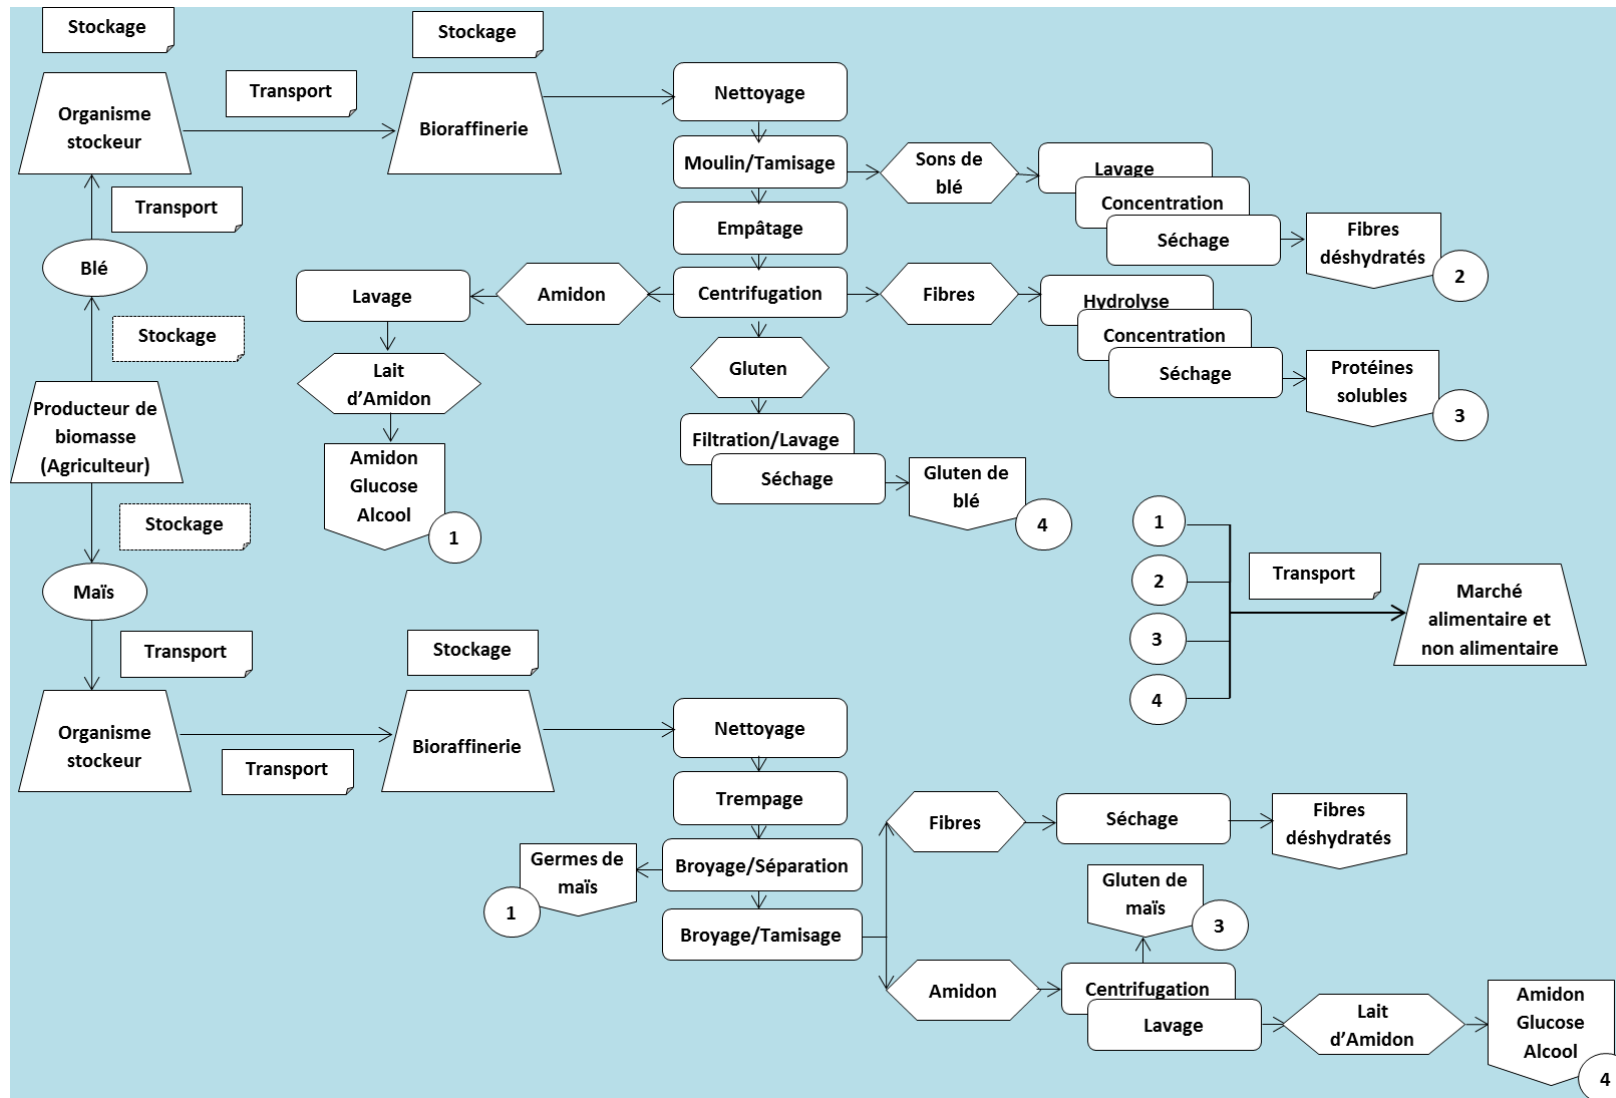 Stockage
Stockage
Organisme
stockeur
Transport
Bioraffinerie
Nettoyage
Moulin/Tamisage
Sons de
blé
Lavage
Concentration
Séchage
Fibres
déshydratés
2
Transport
Blé
Empâtage
Lavage
Amidon
Centrifugation
Fibres
Hydrolyse
Concentration
Séchage
Protéines
solubles
3
Stockage
Lait
d'Amidon
Gluten
Producteur de
biomasse
(Agriculteur)
Amidon
Glucose
Alcool
1
Filtration/Lavage
Séchage
Gluten de
blé
4
Stockage
Maïs
1
2
3
4
Transport
Marché
alimentaire et
non alimentaire
Transport
Stockage
Organisme
stockeur
Transport
Bioraffinerie
Nettoyage
Trempage
Broyage/Séparation
Germes de
maïs
1
Broyage/Tamisage
Fibres
Séchage
Fibres
déshydratés
Gluten de
maïs
3
Amidon
Centrifugation
Lavage
Lait
d'Amidon
Amidon
Glucose
Alcool
4